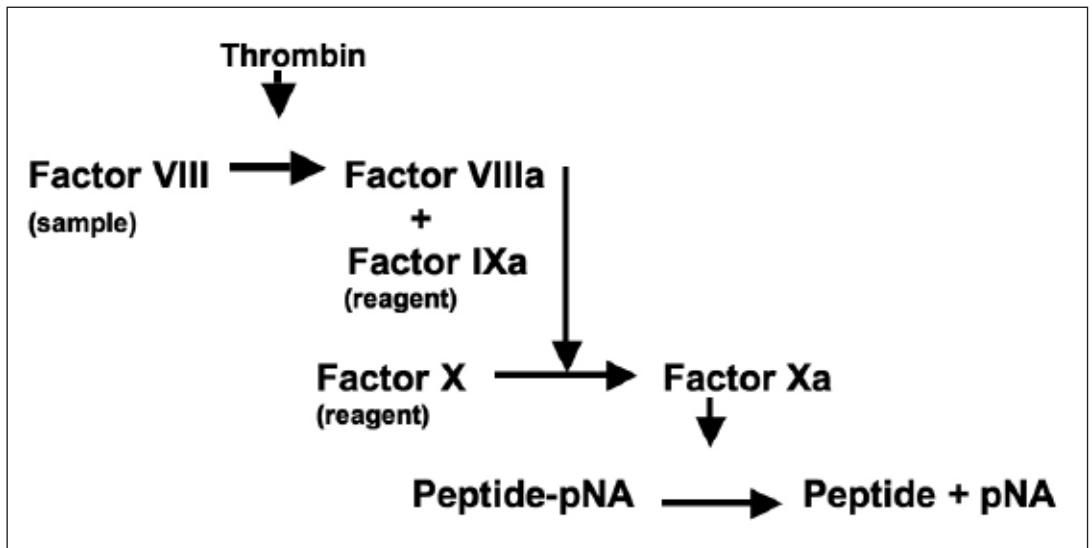 Thrombin
Factor VIII
Factor VIIIa
(sample)
+
Factor IXa
(reagent)
Factor X
Factor Xa
(reagent)
Peptide-pNA
Peptide + pNA